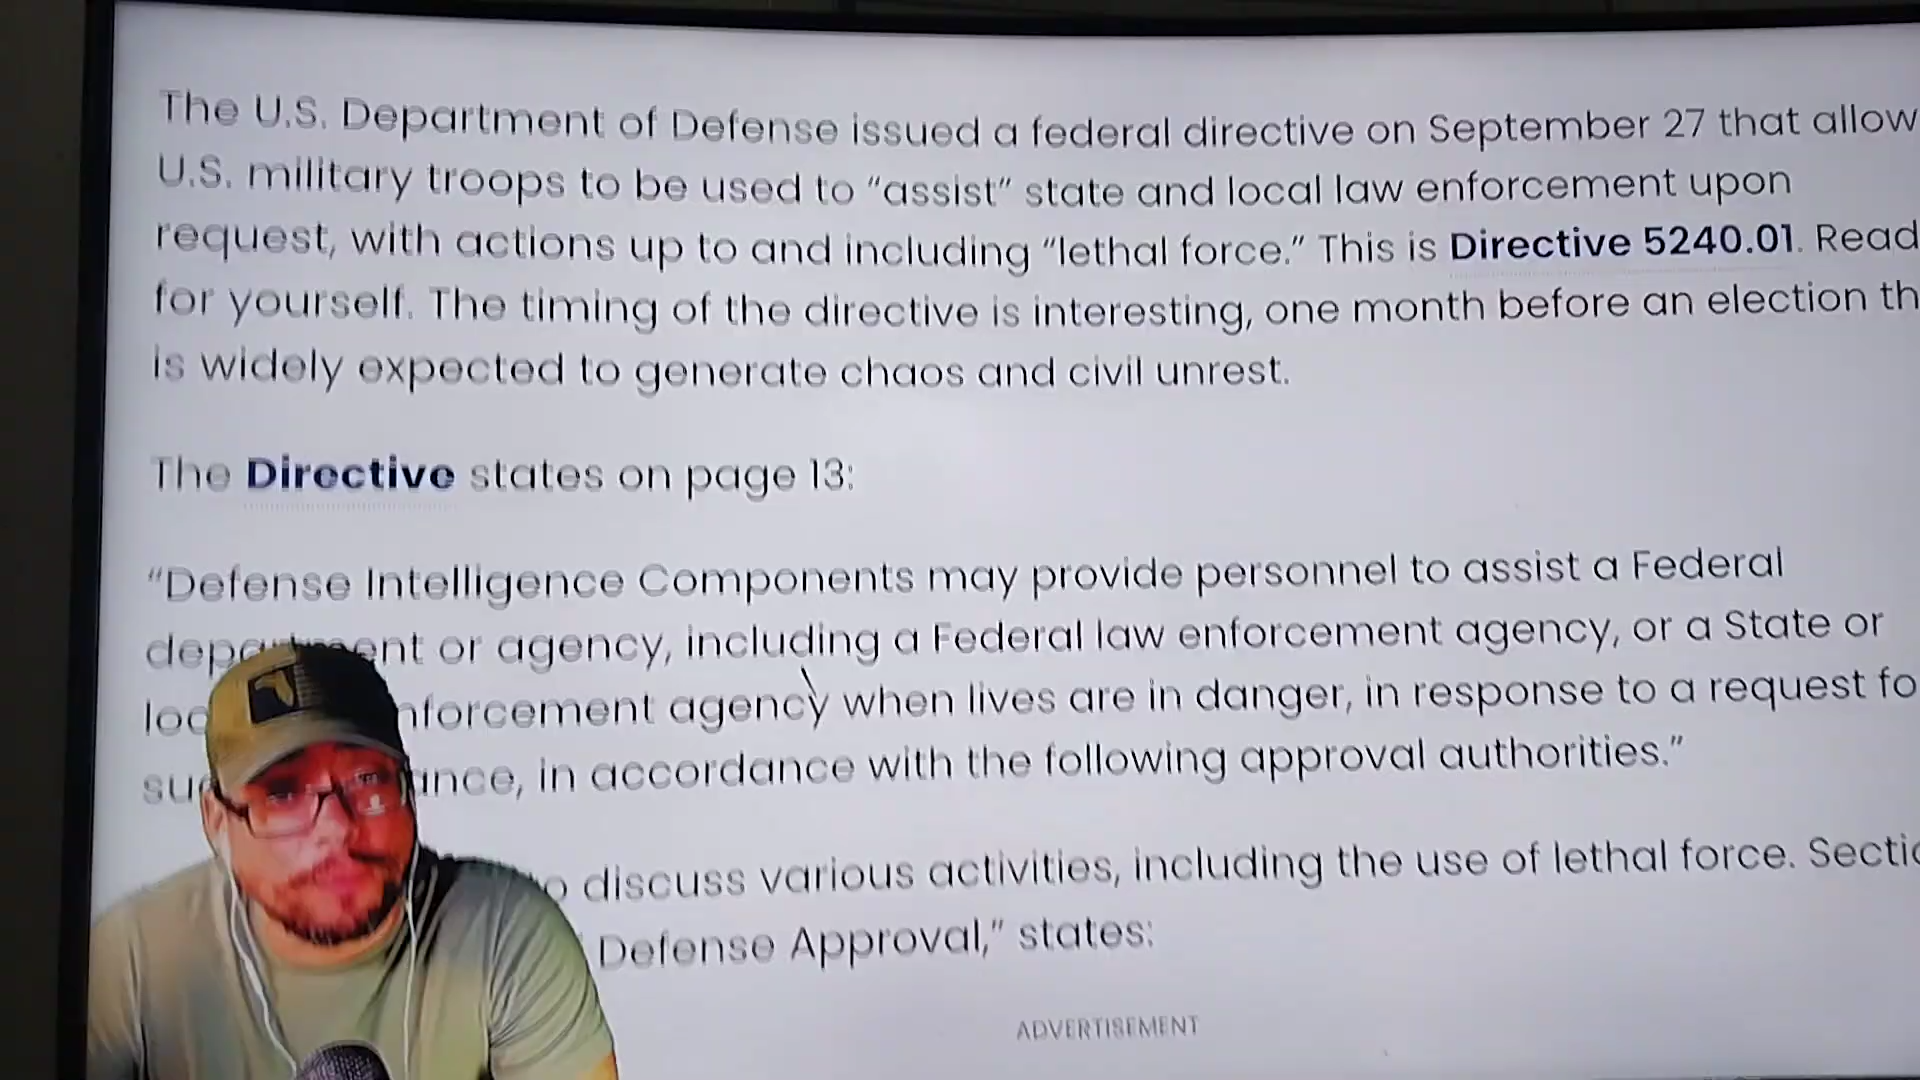 The U.S. Department of Defense issued a federal directive on September 27 that allow
U.S. military troops to be used to “assist” state and local law enforcement upon
request, with actions up to and including “lethal force.” This is Directive 5240.01. Read
for yourself. The timing of the directive is interesting, one month before an election th
is widely expected to generate chaos and civil unrest.
The Directive states on page 13:
“Defense Intelligence Components may provide personnel to assist a Federal
or agency, including a Federal law enforcement agency, or a State or
agency when lives are in danger, in response to a request fo
in accordance with the following approval authorities.”
discuss various activities, including the use of lethal force. Sectio
Defense Approval,” states:
ADVERTISEMENT